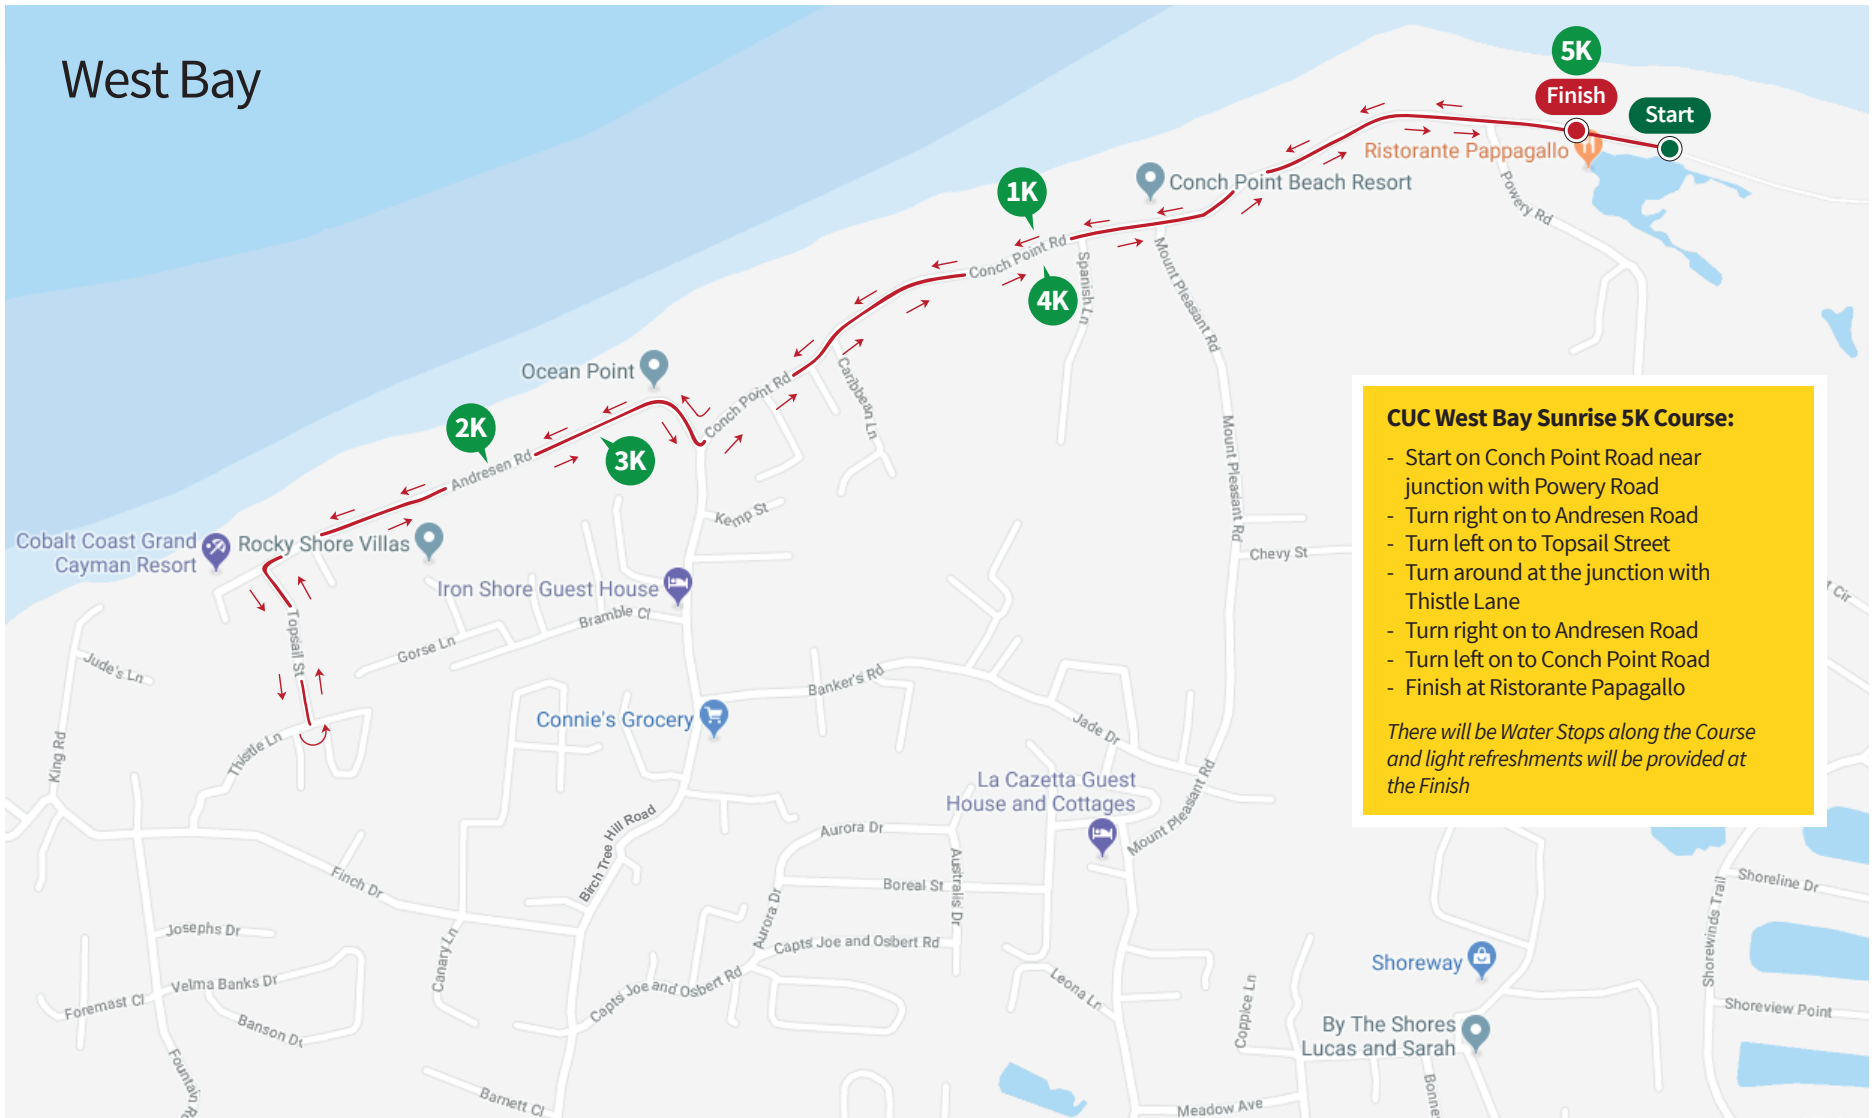 West Bay
5K
Finish
Start
Ristorante Pappagallo
Powery Rd
1K
Conch Point Beach Resort
Conch Point Rd
4K
Spanish Ln
Mount Pleasant Rd
Ocean Point
Conch Point Rd
Caribbean Ln
2K
3K
Andresen Rd
Mount Pleasant Rd
Kemp St
Chevy St
Cobalt Coast Grand
Cayman Resort
Rocky Shore Villas
Iron Shore Guest House
Bramble Cl
Gorse Ln
Topsail St
Jude's Ln
King Rd
Thistle Ln
Connie's Grocery
Banker's Rd
Jade Dr
Mount Pleasant Rd
La Cazetta Guest
House and Cottages
Birch Tree Hill Road
Aurora Dr
Australis Dr
Boreal St
Aurora Dr
Finch Dr
Capts Joe and Osbert Rd
Capts Joe and Osbert Rd
Josephs Dr
Velma Banks Dr
Foremast Cl
Banson Dr
Canary Ln
Leona Ln
Coppice Ln
Barnett Cl
Meadow Ave
Shoreway
By The Shores
Lucas and Sarah
Shorewinds Trail
Shoreline Dr
Shoreview Point
Cir
Fountain
CUC West Bay Sunrise 5K Course:
- Start on Conch Point Road near
junction with Powery Road
- Turn right on to Andresen Road
- Turn left on to Topsail Street
- Turn around at the junction with
Thistle Lane
- Turn right on to Andresen Road
- Turn left on to Conch Point Road
- Finish at Ristorante Papagallo
There will be Water Stops along the Course
and light refreshments will be provided at
the Finish